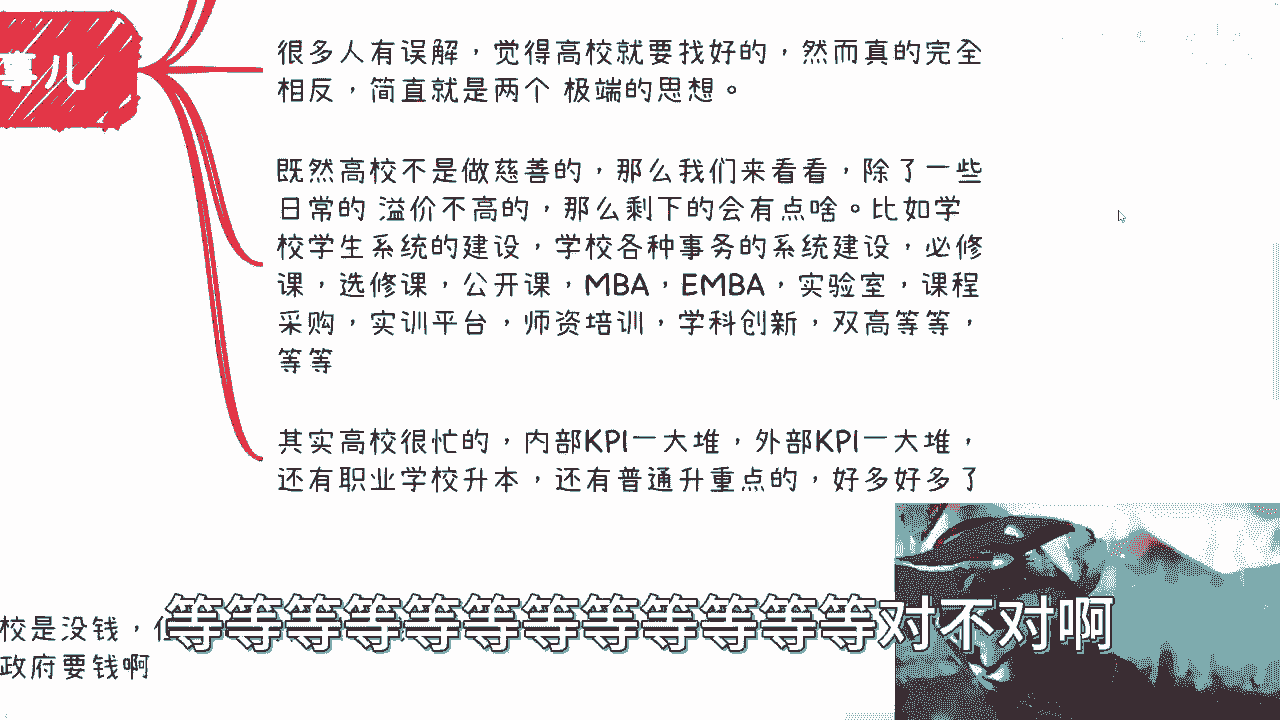 事儿
很多人有误解，觉得高校就要找好的，然而真的完全
相反，简直就是两个 极端的思想。
既然高校不是做慈善的，那么我们来看看，除了一些
日常的 溢价不高的，那么剩下的会有点啥。比如学
校学生系统的建设，学校各种事务的系统建设，必修
课，选修课，公开课，MBA，EMBA，实验室，课程
采购，实训平台，师资培训，学科创新，双高等等，
等等
其实高校很忙的，内部KPI一大堆，外部KPI一大堆，
还有职业学校升本，还有普通升重点的，好多好多了
校是没钱，
政府要钱啊
等等等等等等等等等等等等对不对啊